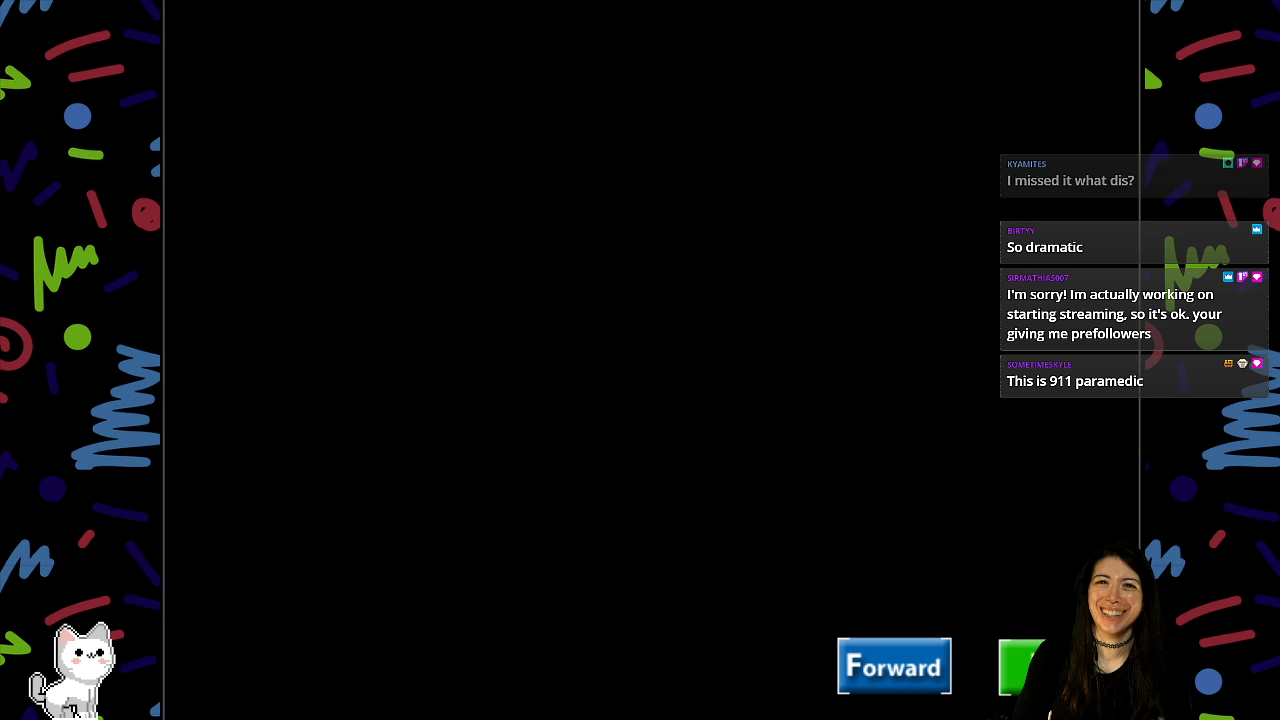 KYAMITES
I missed it what dis?
BIRTYY
So dramatic
SIRMATHIAS007
I'm sorry! Im actually working on
starting streaming, so it's ok. your
giving me prefollowers
SOMETIMESKYLE
This is 911 paramedic
Forward